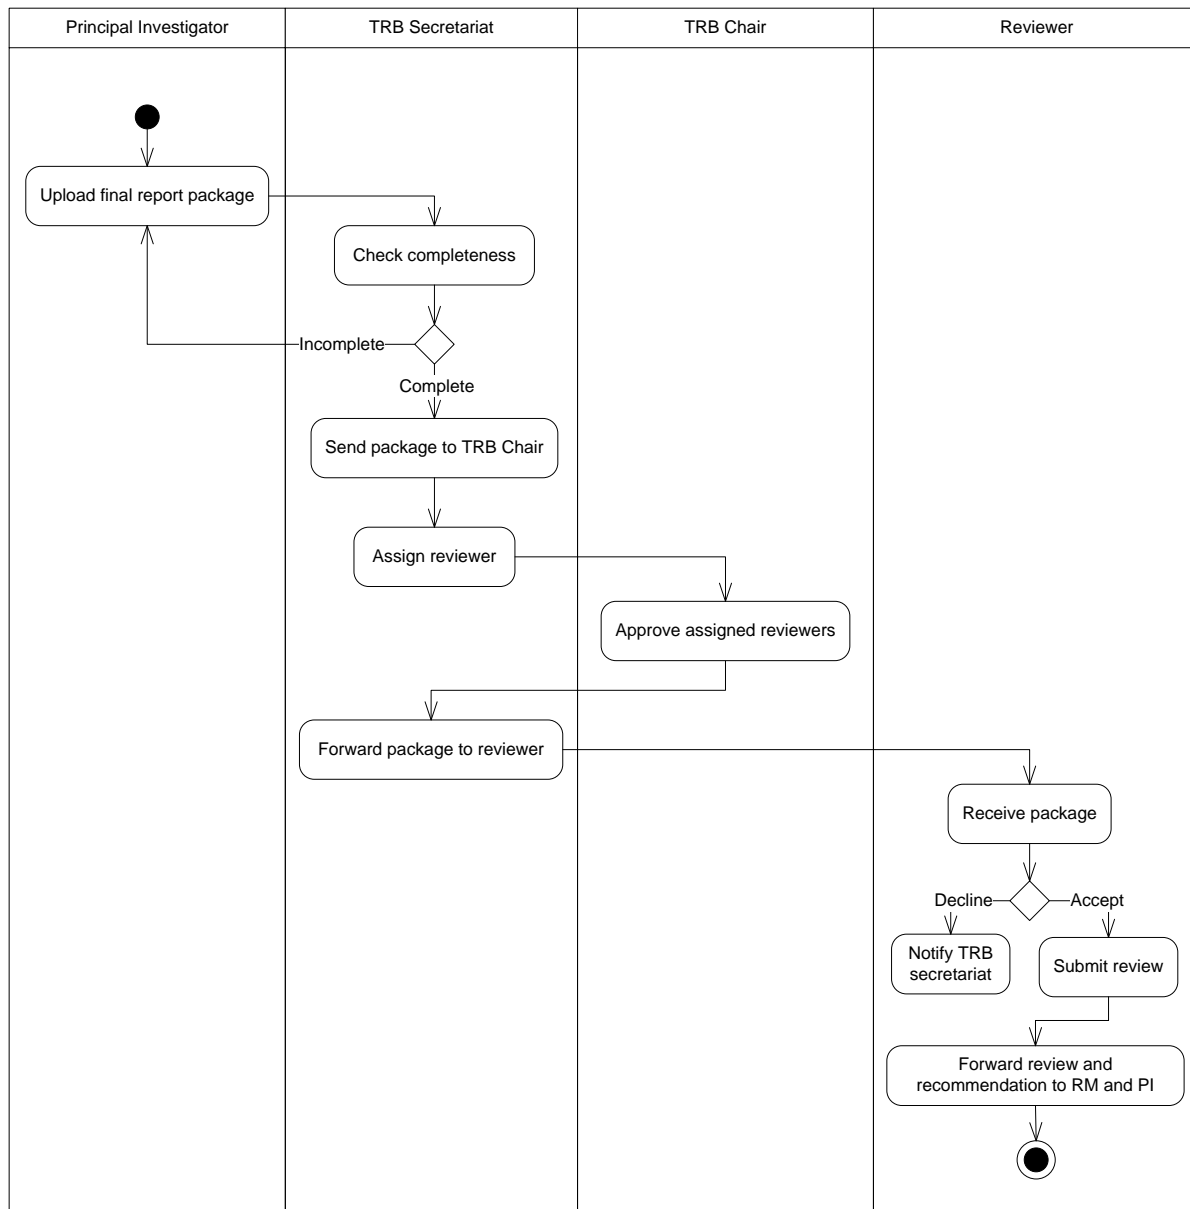 Principal Investigator
TRB Secretariat
TRB Chair
Reviewer
Upload final report package
Check completeness
Incomplete
Complete
Send package to TRB Chair
Assign reviewer
Approve assigned reviewers
Forward package to reviewer
Receive package
Decline
Accept
Notify TRB
secretariat
Submit review
Forward review and
recommendation to RM and PI